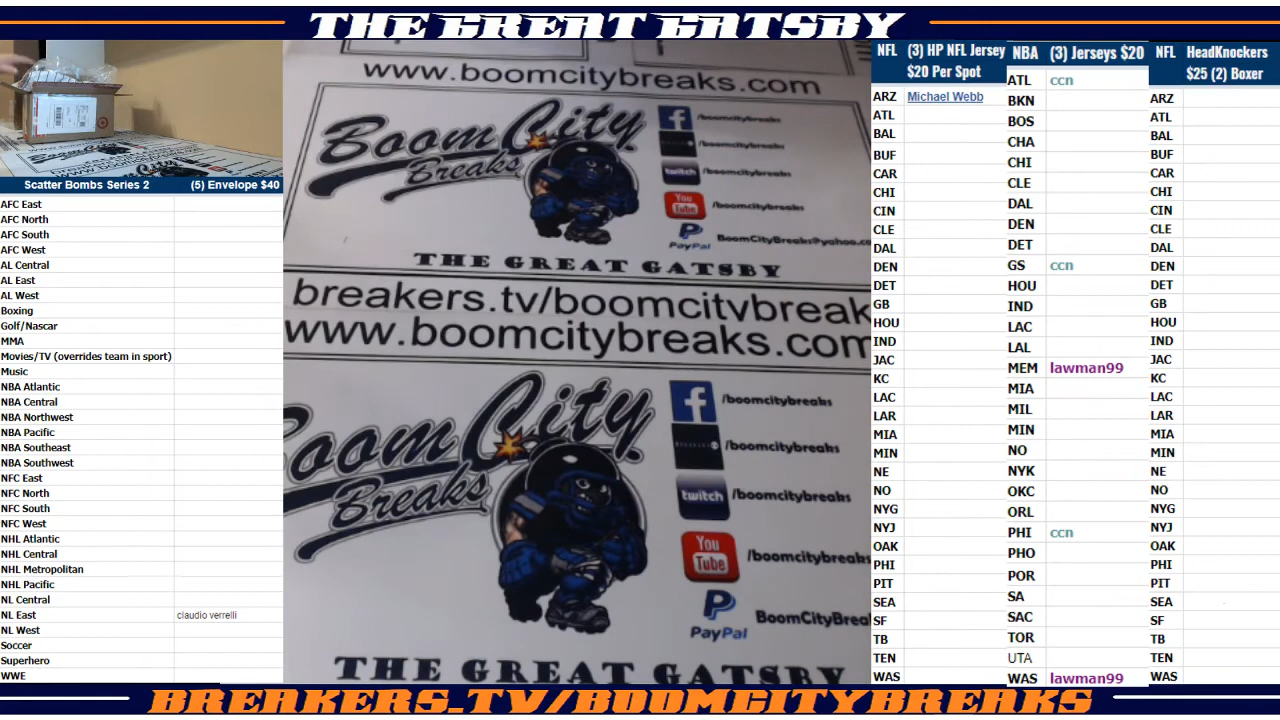 THE GREAT GATSBY
Scatter Bombs Series 2 (5) Envelope $40
AFC East
AFC North
AFC South
AFC West
AL Central
AL East
AL West
Boxing
Golf/Nascar
MMA
Movies/TV (overrides team in sport)
Music
NBA Atlantic
NBA Central
NBA Northwest
NBA Pacific
NBA Southeast
NBA Southwest
NFC East
NFC North
NFC South
NFC West
NHL Atlantic
NHL Central
NHL Metropolitan
NHL Pacific
NL Central
NL East claudio verrelli
NL West
Soccer
Superhero
WWE
www.boomcitybreaks.com
Boom City
Breaks
/boomcitybreaks
/boomcitybreaks
twitch /boomcitybreaks
You Tube /boomcitybreaks
PayPal BoomCityBreaks@yahoo.co
THE GREAT GATSBY
breakers.tv/boomcitybreak
www.boomcitybreaks.com
Boom City
Breaks
/boomcitybreaks
/boomcitybreaks
twitch /boomcitybreaks
You Tube /boomcitybreaks
PayPal BoomCityBrea
THE GREAT GATSBY
NFL (3) HP NFL Jersey
$20 Per Spot
ARZ Michael Webb
ATL
BAL
BUF
CAR
CHI
CIN
CLE
DAL
DEN
DET
GB
HOU
IND
JAC
KC
LAC
LAR
MIA
MIN
NE
NO
NYG
NYJ
OAK
PHI
PIT
SEA
SF
TB
TEN
WAS
NBA (3) Jerseys $20
ATL ccn
BKN
BOS
CHA
CHI
CLE
DAL
DEN
DET
GS ccn
HOU
IND
LAC
LAL
MEM lawman99
MIA
MIL
MIN
NO
NYK
OKC
ORL
PHI ccn
PHO
POR
SA
SAC
TOR
UTA
WAS lawman99
NFL HeadKnockers
$25 (2) Boxer
ARZ
ATL
BAL
BUF
CAR
CHI
CIN
CLE
DAL
DEN
DET
GB
HOU
IND
JAC
KC
LAC
LAR
MIA
MIN
NE
NO
NYG
NYJ
OAK
PHI
PIT
SEA
SF
TB
TEN
WAS
BREAKERS.TV/BOOMCITYBREAKS